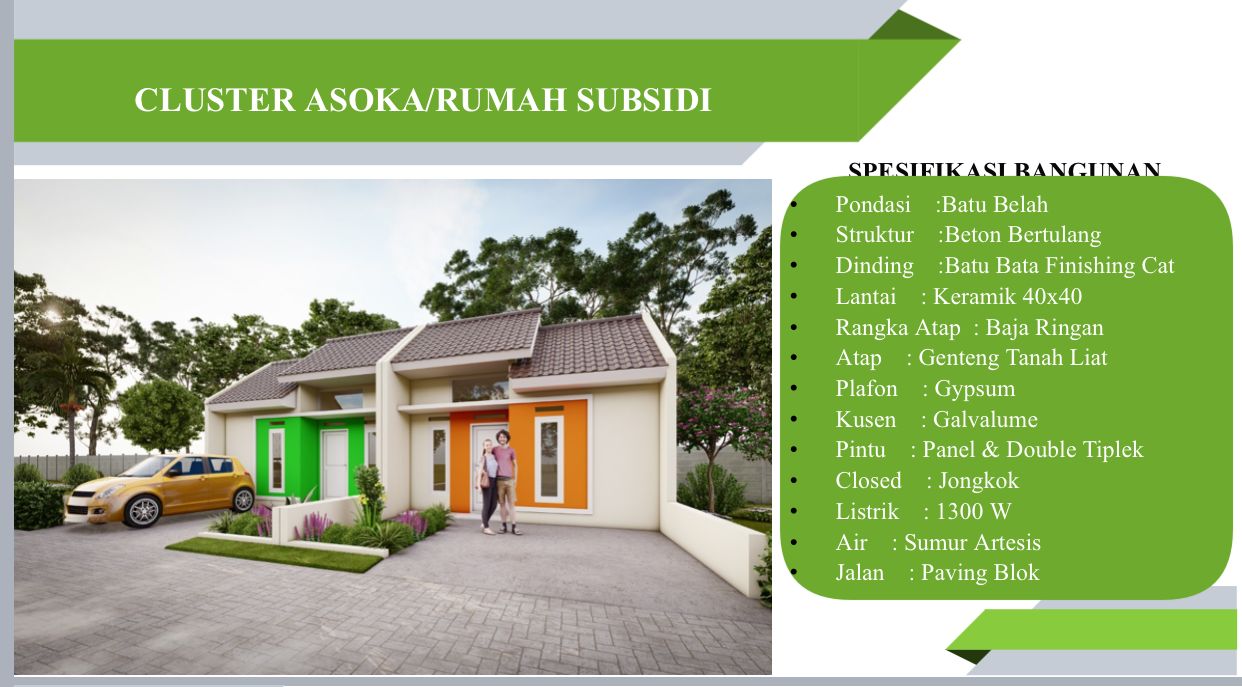 CLUSTER ASOKA/RUMAH SUBSIDI
SPESIFIKASI BANGUNAN
• Pondasi :Batu Belah
• Struktur :Beton Bertulang
• Dinding :Batu Bata Finishing Cat
• Lantai : Keramik 40x40
• Rangka Atap : Baja Ringan
• Atap : Genteng Tanah Liat
• Plafon : Gypsum
• Kusen : Galvalume
• Pintu : Panel & Double Tiplek
• Closed : Jongkok
• Listrik : 1300 W
• Air : Sumur Artesis
• Jalan : Paving Blok